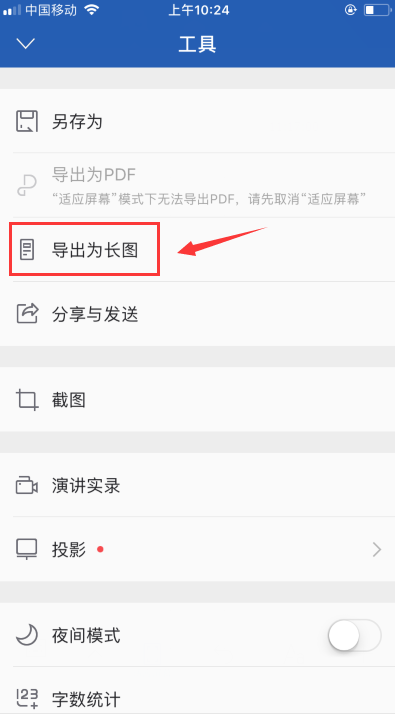 中国移动
上午10:24
工具
另存为
导出为PDF
“适应屏幕”模式下无法导出PDF，请先取消“适应屏幕”
导出为长图
分享与发送
截图
演讲实录
投影
夜间模式
123
字数统计